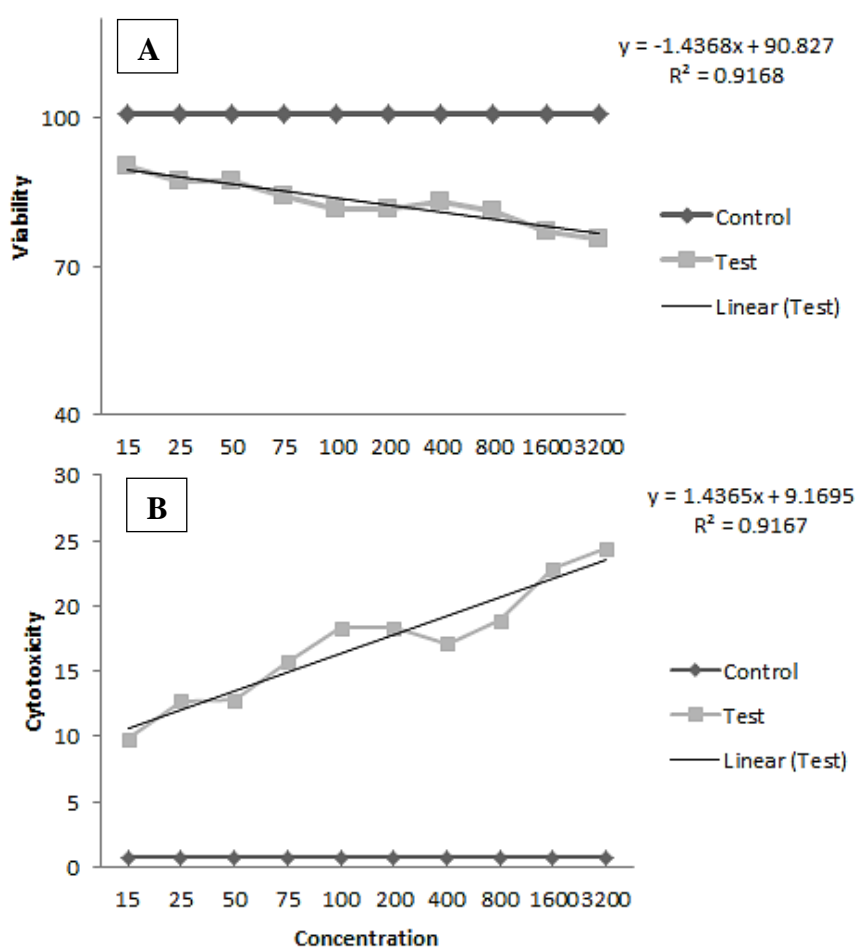 A
y = -1.4368x + 90.827
R² = 0.9168
100
70
40
Viability
Control
Test
Linear (Test)
15 25 50 75 100 200 400 800 1600 3200
B
y = 1.4365x + 9.1695
R² = 0.9167
30
25
20
15
10
5
0
Cytotoxicity
Control
Test
Linear (Test)
15 25 50 75 100 200 400 800 1600 3200
Concentration